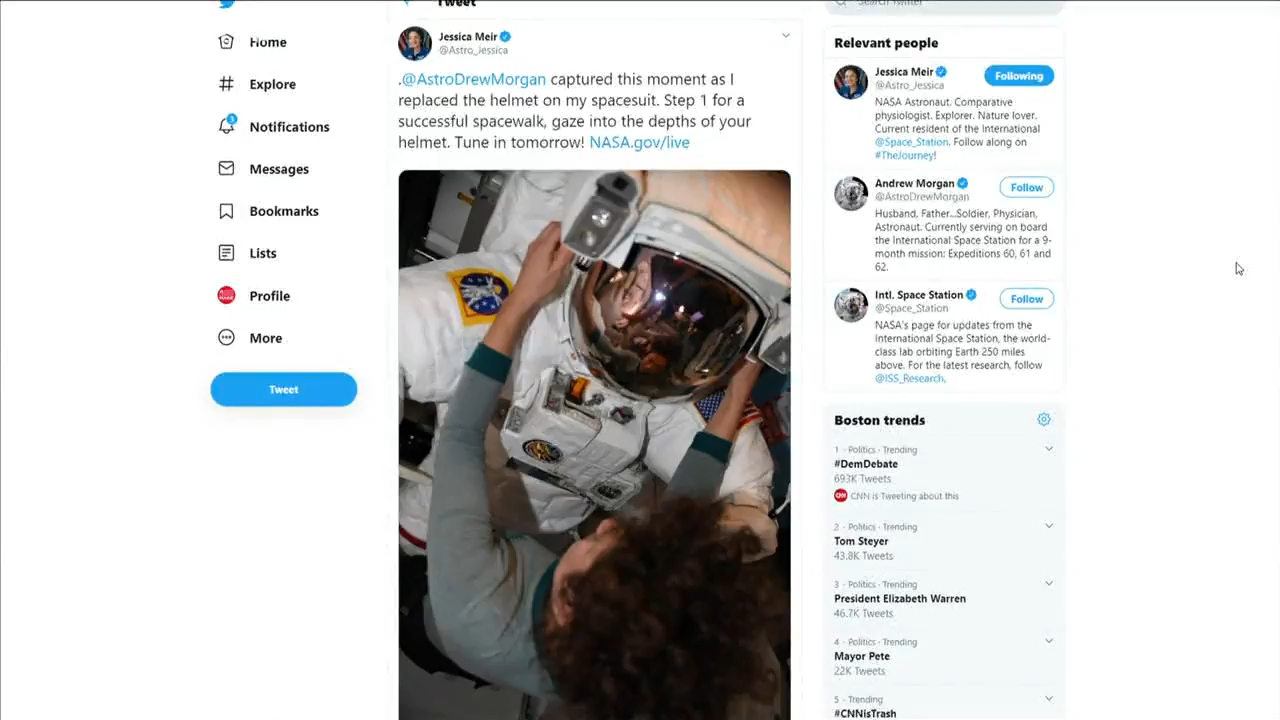 Tweet
Search Twitter
Home
Explore
Notifications
Messages
Bookmarks
Lists
Profile
More
Tweet
Jessica Meir
@Astro_Jessica
.@AstroDrewMorgan captured this moment as I
replaced the helmet on my spacesuit. Step 1 for a
successful spacewalk, gaze into the depths of your
helmet. Tune in tomorrow! NASA.gov/live
Relevant people
Jessica Meir
Following
@Astro_Jessica
NASA Astronaut. Comparative
physiologist. Explorer. Nature lover.
Current resident of the International
@Space_Station. Follow along on
#TheJourney!
Andrew Morgan
Follow
@AstroDrewMorgan
Husband, Father...Soldier, Physician,
Astronaut. Currently serving on board
the International Space Station for a 9-
month mission: Expeditions 60, 61 and
62.
Intl. Space Station
Follow
@Space_Station
NASA's page for updates from the
International Space Station, the world-
class lab orbiting Earth 250 miles
above. For the latest research, follow
@ISS_Research.
Boston trends
1 · Politics · Trending
#DemDebate
693K Tweets
CNN is Tweeting about this
2 · Politics · Trending
Tom Steyer
43.8K Tweets
3 · Politics · Trending
President Elizabeth Warren
46.7K Tweets
4 · Politics · Trending
Mayor Pete
22K Tweets
5 · Trending
#CNNisTrash